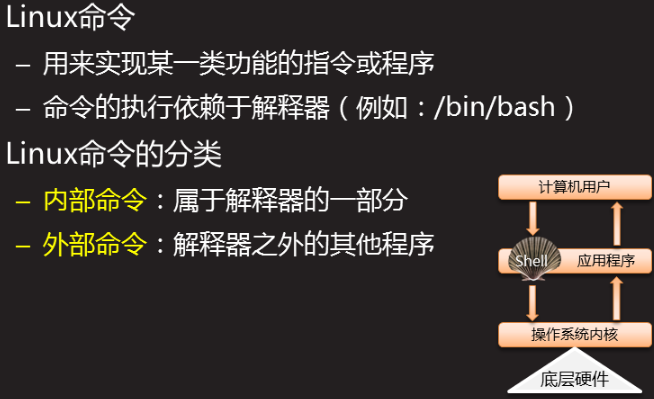 Linux命令
– 用来实现某一类功能的指令或程序
– 命令的执行依赖于解释器（例如：/bin/bash）
Linux命令的分类
– 内部命令：属于解释器的一部分
– 外部命令：解释器之外的其他程序
计算机用户
Shell
应用程序
操作系统内核
底层硬件